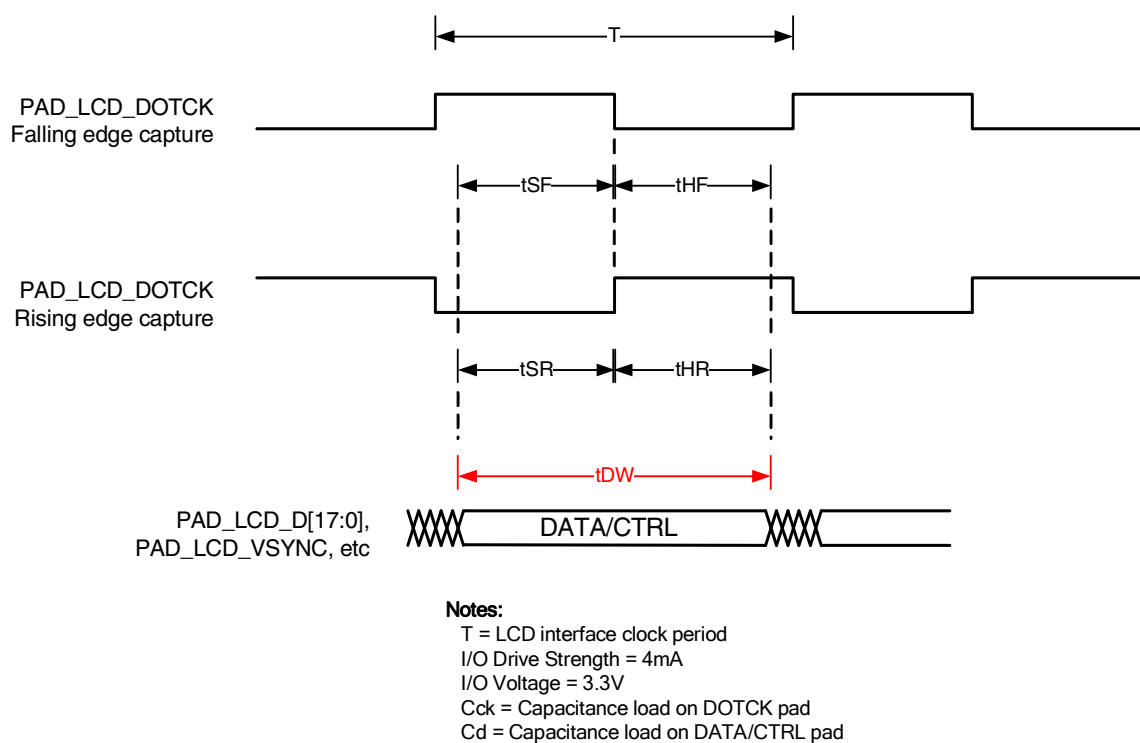 T
PAD_LCD_DOTCK
Falling edge capture
tSF
tHF
PAD_LCD_DOTCK
Rising edge capture
tSR
tHR
tDW
PAD_LCD_D[17:0],
PAD_LCD_VSYNC, etc
DATA/CTRL
Notes:
T = LCD interface clock period
I/O Drive Strength = 4mA
I/O Voltage = 3.3V
Cck = Capacitance load on DOTCK pad
Cd = Capacitance load on DATA/CTRL pad